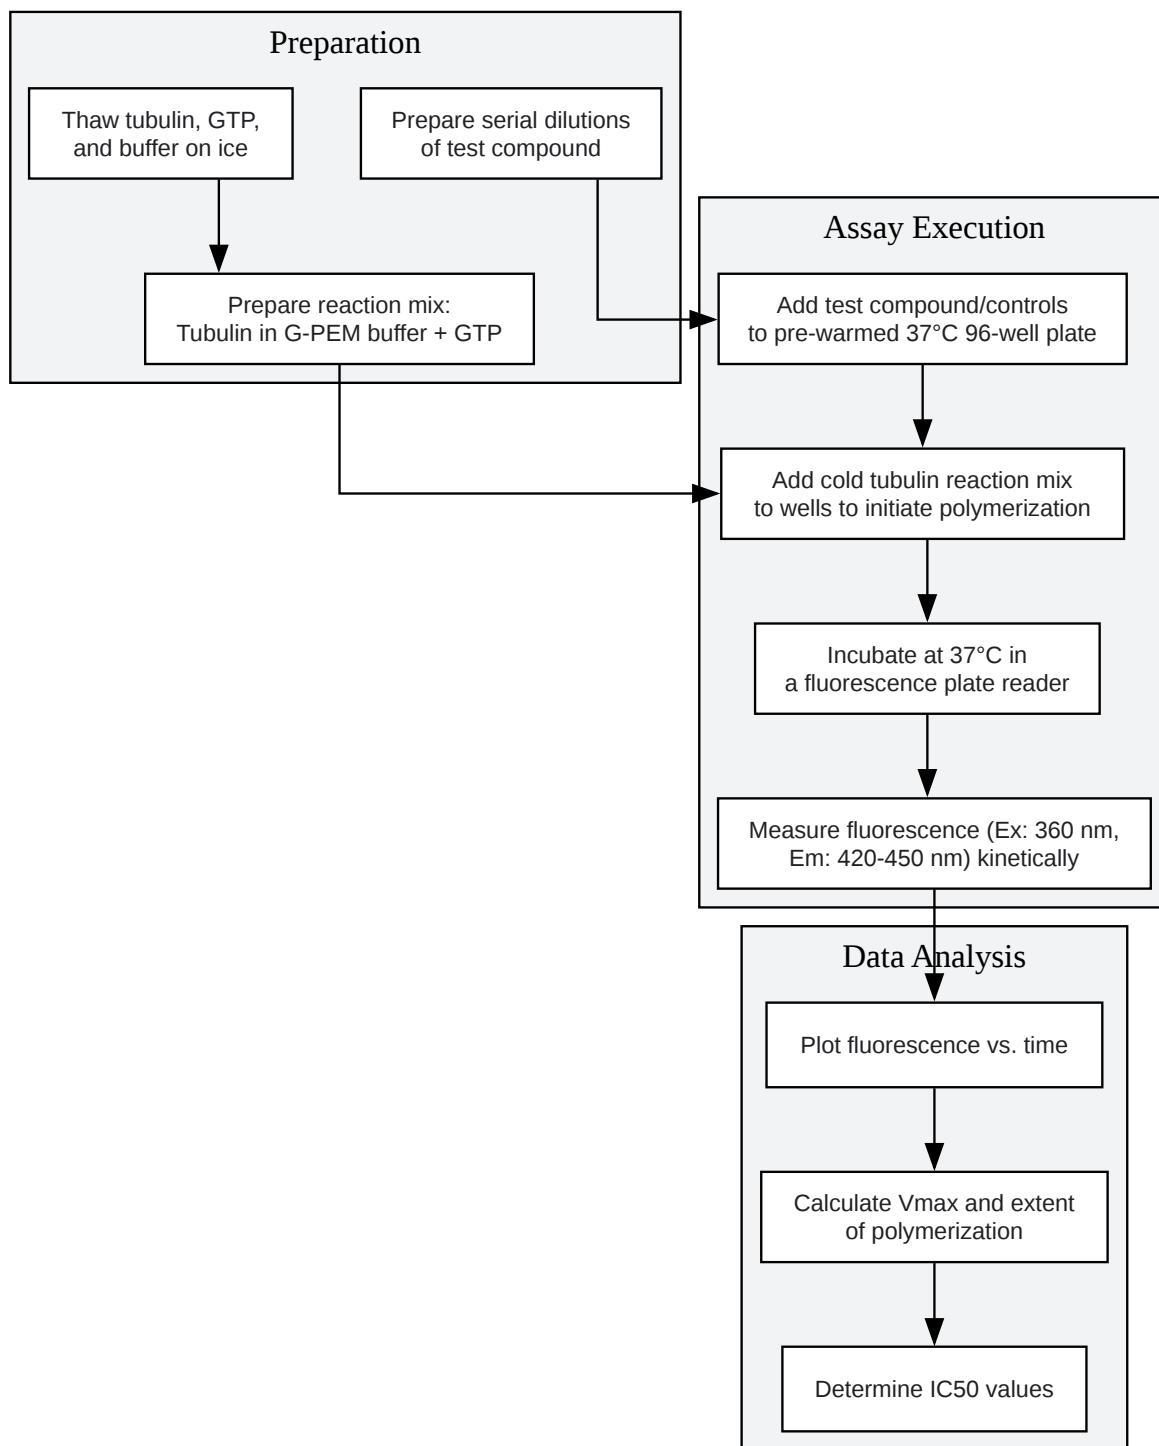 Preparation
Thaw tubulin, GTP,
and buffer on ice
Prepare serial dilutions
of test compound
Prepare reaction mix:
Tubulin in G-PEM buffer + GTP
Assay Execution
Add test compound/controls
to pre-warmed 37°C 96-well plate
Add cold tubulin reaction mix
to wells to initiate polymerization
Incubate at 37°C in
a fluorescence plate reader
Measure fluorescence (Ex: 360 nm,
Em: 420-450 nm) kinetically
Data Analysis
Plot fluorescence vs. time
Calculate Vmax and extent
of polymerization
Determine IC50 values